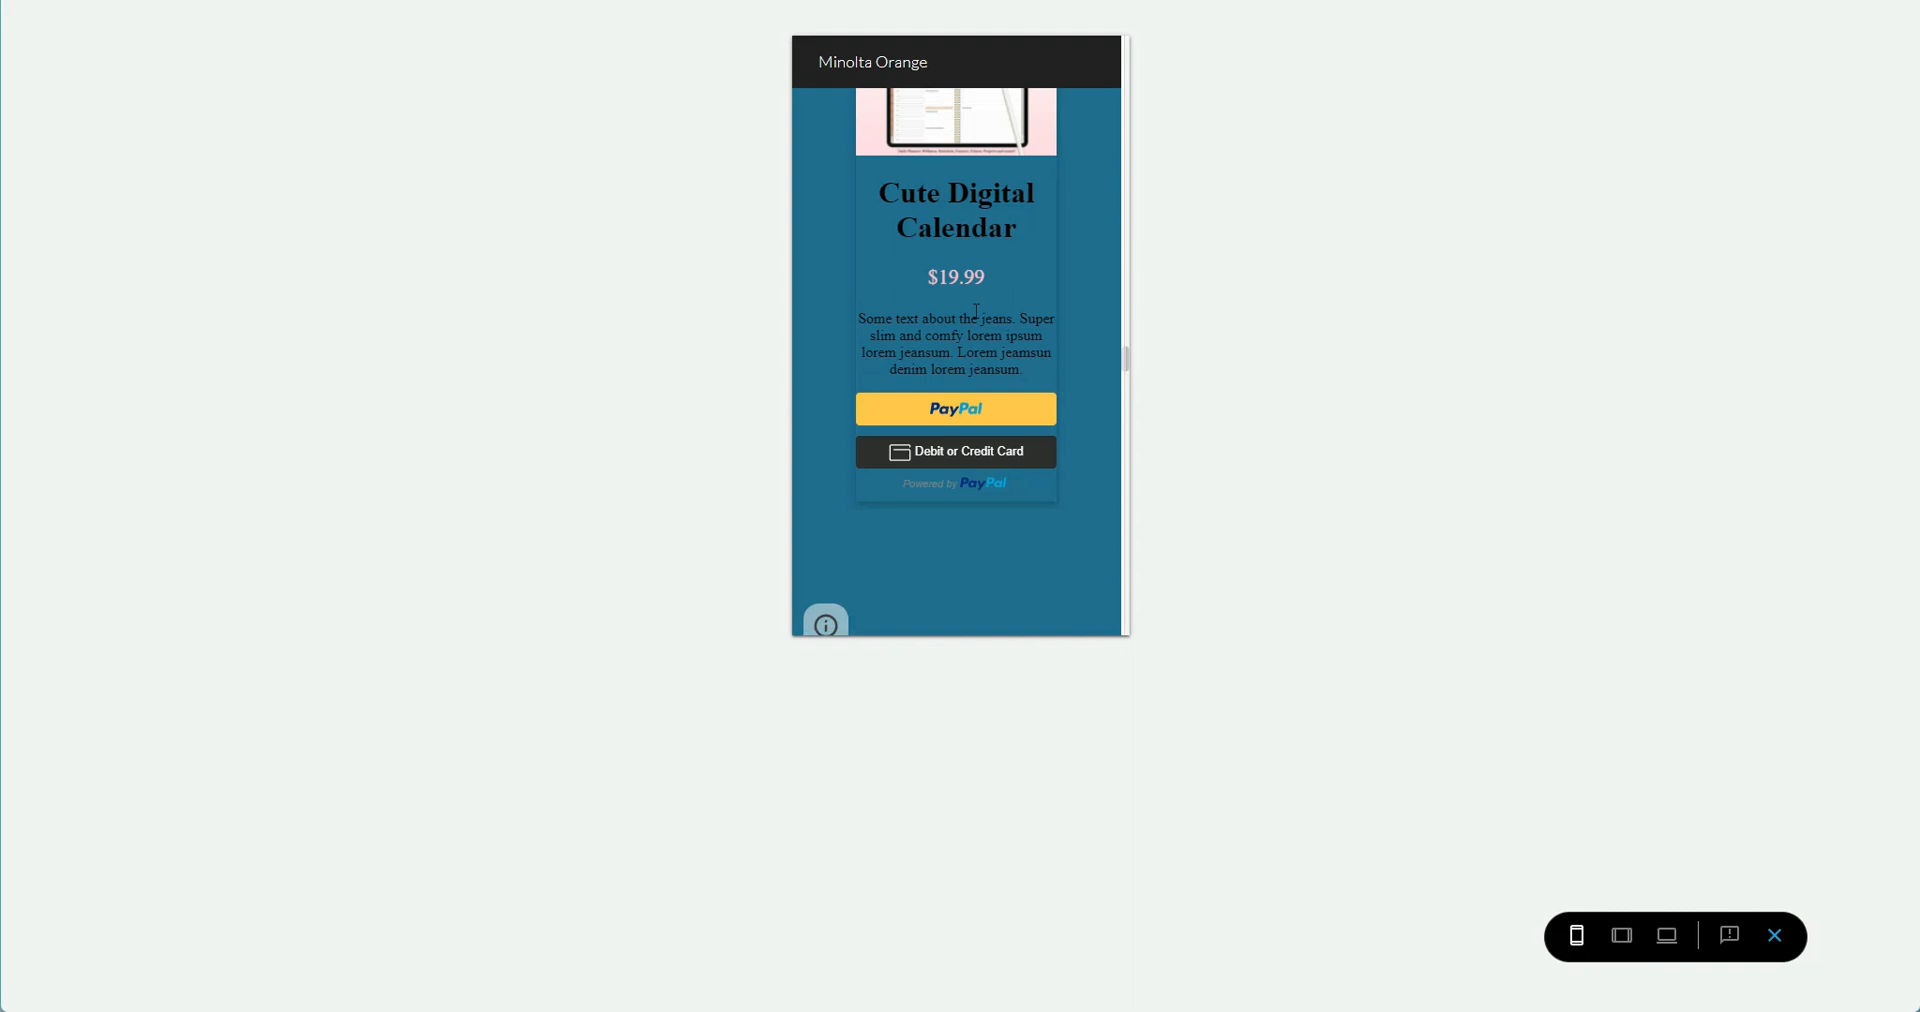 Minolta Orange
Cute Digital
Calendar
$19.99
Some text about the jeans. Super
slim and comfy lorem ipsum
lorem jeansum. Lorem jeamsun
denim lorem jeansum.
PayPal
Debit or Credit Card
Powered by PayPal